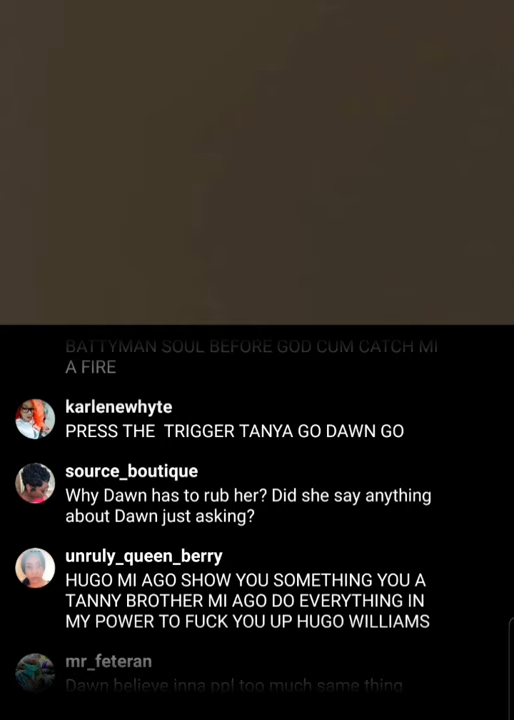 BATTYMAN SOUL BEFORE GOD CUM CATCH MI
A FIRE
karlenewhyte
PRESS THE  TRIGGER TANYA GO DAWN GO
source_boutique
Why Dawn has to rub her? Did she say anything
about Dawn just asking?
unruly_queen_berry
HUGO MI AGO SHOW YOU SOMETHING YOU A
TANNY BROTHER MI AGO DO EVERYTHING IN
MY POWER TO FUCK YOU UP HUGO WILLIAMS
mr_feteran
Dawn believe inna ppl too much same thing